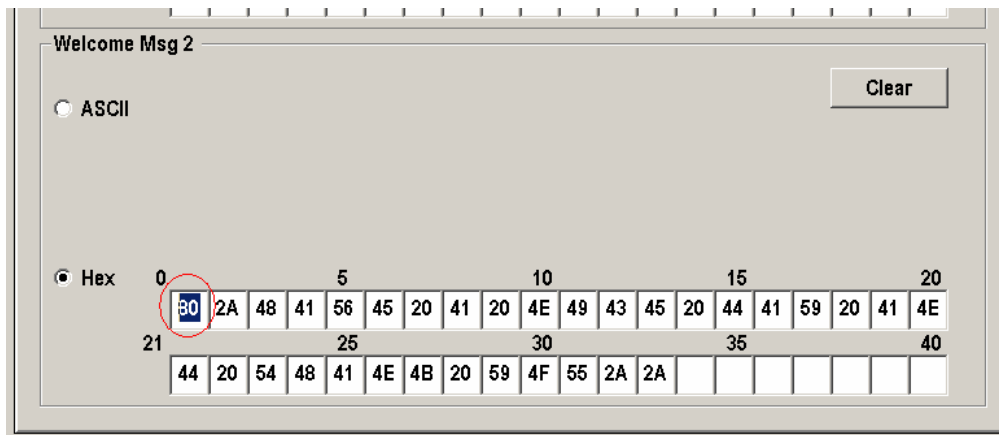 Welcome Msg 2
Clear
ASCII
Hex 0 5 10 15 20
80 2A 48 41 56 45 20 41 20 4E 49 43 45 20 44 41 59 20 41 4E
21 25 30 35 40
44 20 54 48 41 4E 4B 20 59 4F 55 2A 2A